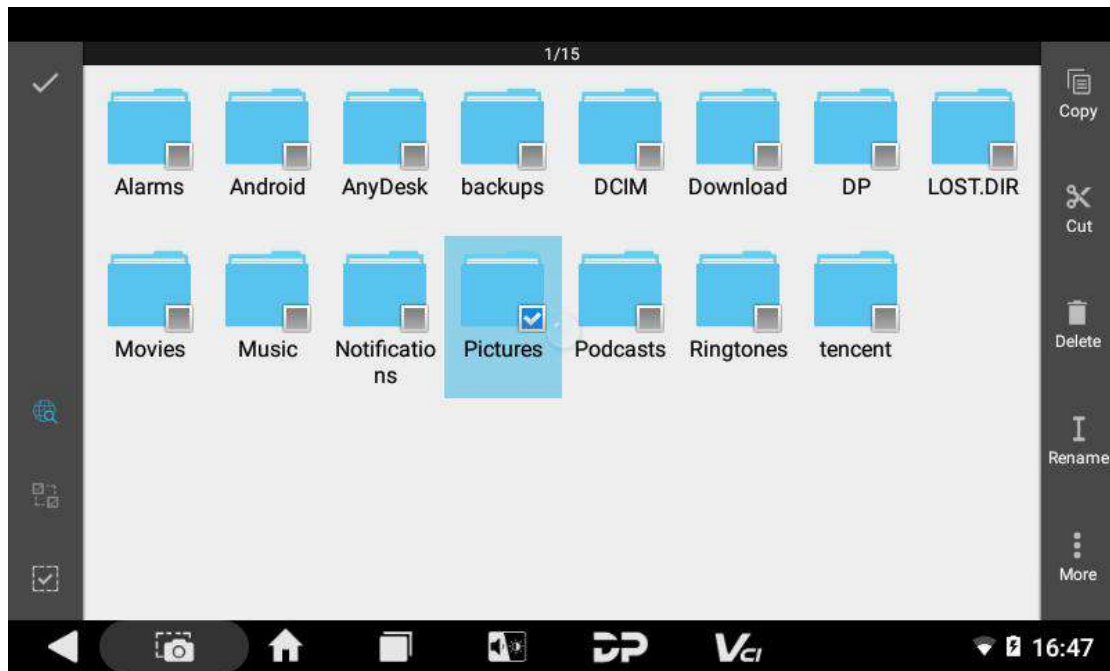 1/15
Copy
Alarms Android AnyDesk backups DCIM Download DP LOST.DIR
Cut
Delete
Movies Music Notificatio
ns Pictures Podcasts Ringtones tencent
Rename
More
DP VCI 16:47